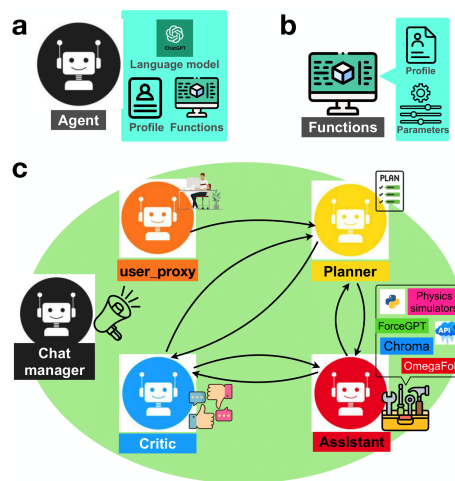 a
ChatGPT
Language model
Agent
Profile
Functions
b
Profile
Functions
Parameters
c
PLAN
user_proxy
Planner
Physics
simulators
ForceGPT
API
Chroma
Chat
manager
OmegaFol
Critic
Assistant